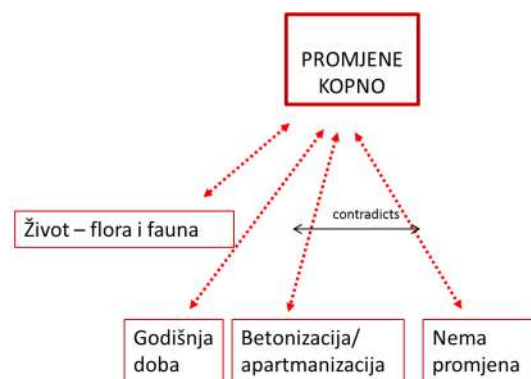 PROMJENE
KOPNO
contradicts
Život – flora i fauna
Godišnja
doba
Betonizacija/
apartmanizacija
Nema
promjena